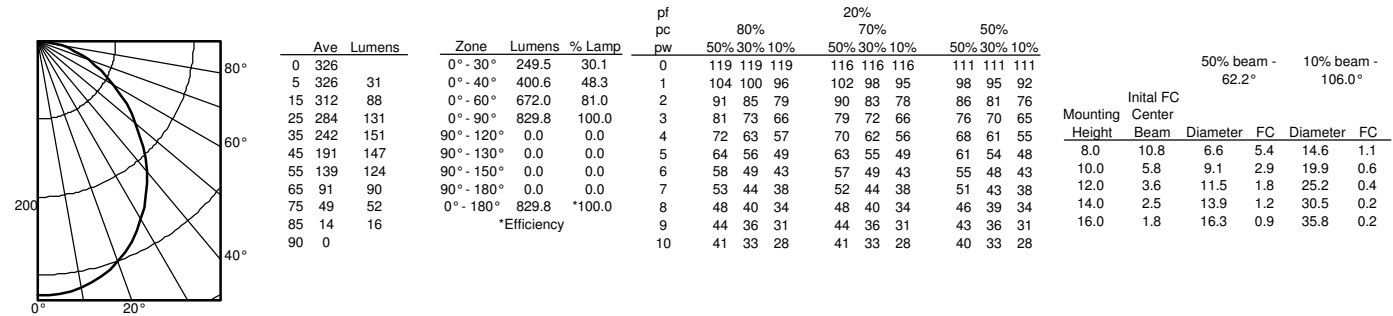 80°
60°
40°
200
0° 20°
Ave Lumens
0 326
5 326 31
15 312 88
25 284 131
35 242 151
45 191 147
55 139 124
65 91 90
75 49 52
85 14 16
90 0
Zone Lumens % Lamp
0° - 30° 249.5 30.1
0° - 40° 400.6 48.3
0° - 60° 672.0 81.0
0° - 90° 829.8 100.0
90° - 120° 0.0 0.0
90° - 130° 0.0 0.0
90° - 150° 0.0 0.0
90° - 180° 0.0 0.0
0° - 180° 829.8 *100.0
*Efficiency
pf 20%
pc 80% 70% 50%
pw 50% 30% 10% 50% 30% 10% 50% 30% 10%
0 119 119 119 116 116 116 111 111 111
1 104 100 96 102 98 95 98 95 92
2 91 85 79 90 83 78 86 81 76
3 81 73 66 79 72 66 76 70 65
4 72 63 57 70 62 56 68 61 55
5 64 56 49 63 55 49 61 54 48
6 58 49 43 57 49 43 55 48 43
7 53 44 38 52 44 38 51 43 38
8 48 40 34 48 40 34 46 39 34
9 44 36 31 44 36 31 43 36 31
10 41 33 28 41 33 28 40 33 28
50% beam - 10% beam -
62.2° 106.0°
Inital FC
Mounting Center
Height Beam Diameter FC Diameter FC
8.0 10.8 6.6 5.4 14.6 1.1
10.0 5.8 9.1 2.9 19.9 0.6
12.0 3.6 11.5 1.8 25.2 0.4
14.0 2.5 13.9 1.2 30.5 0.2
16.0 1.8 16.3 0.9 35.8 0.2